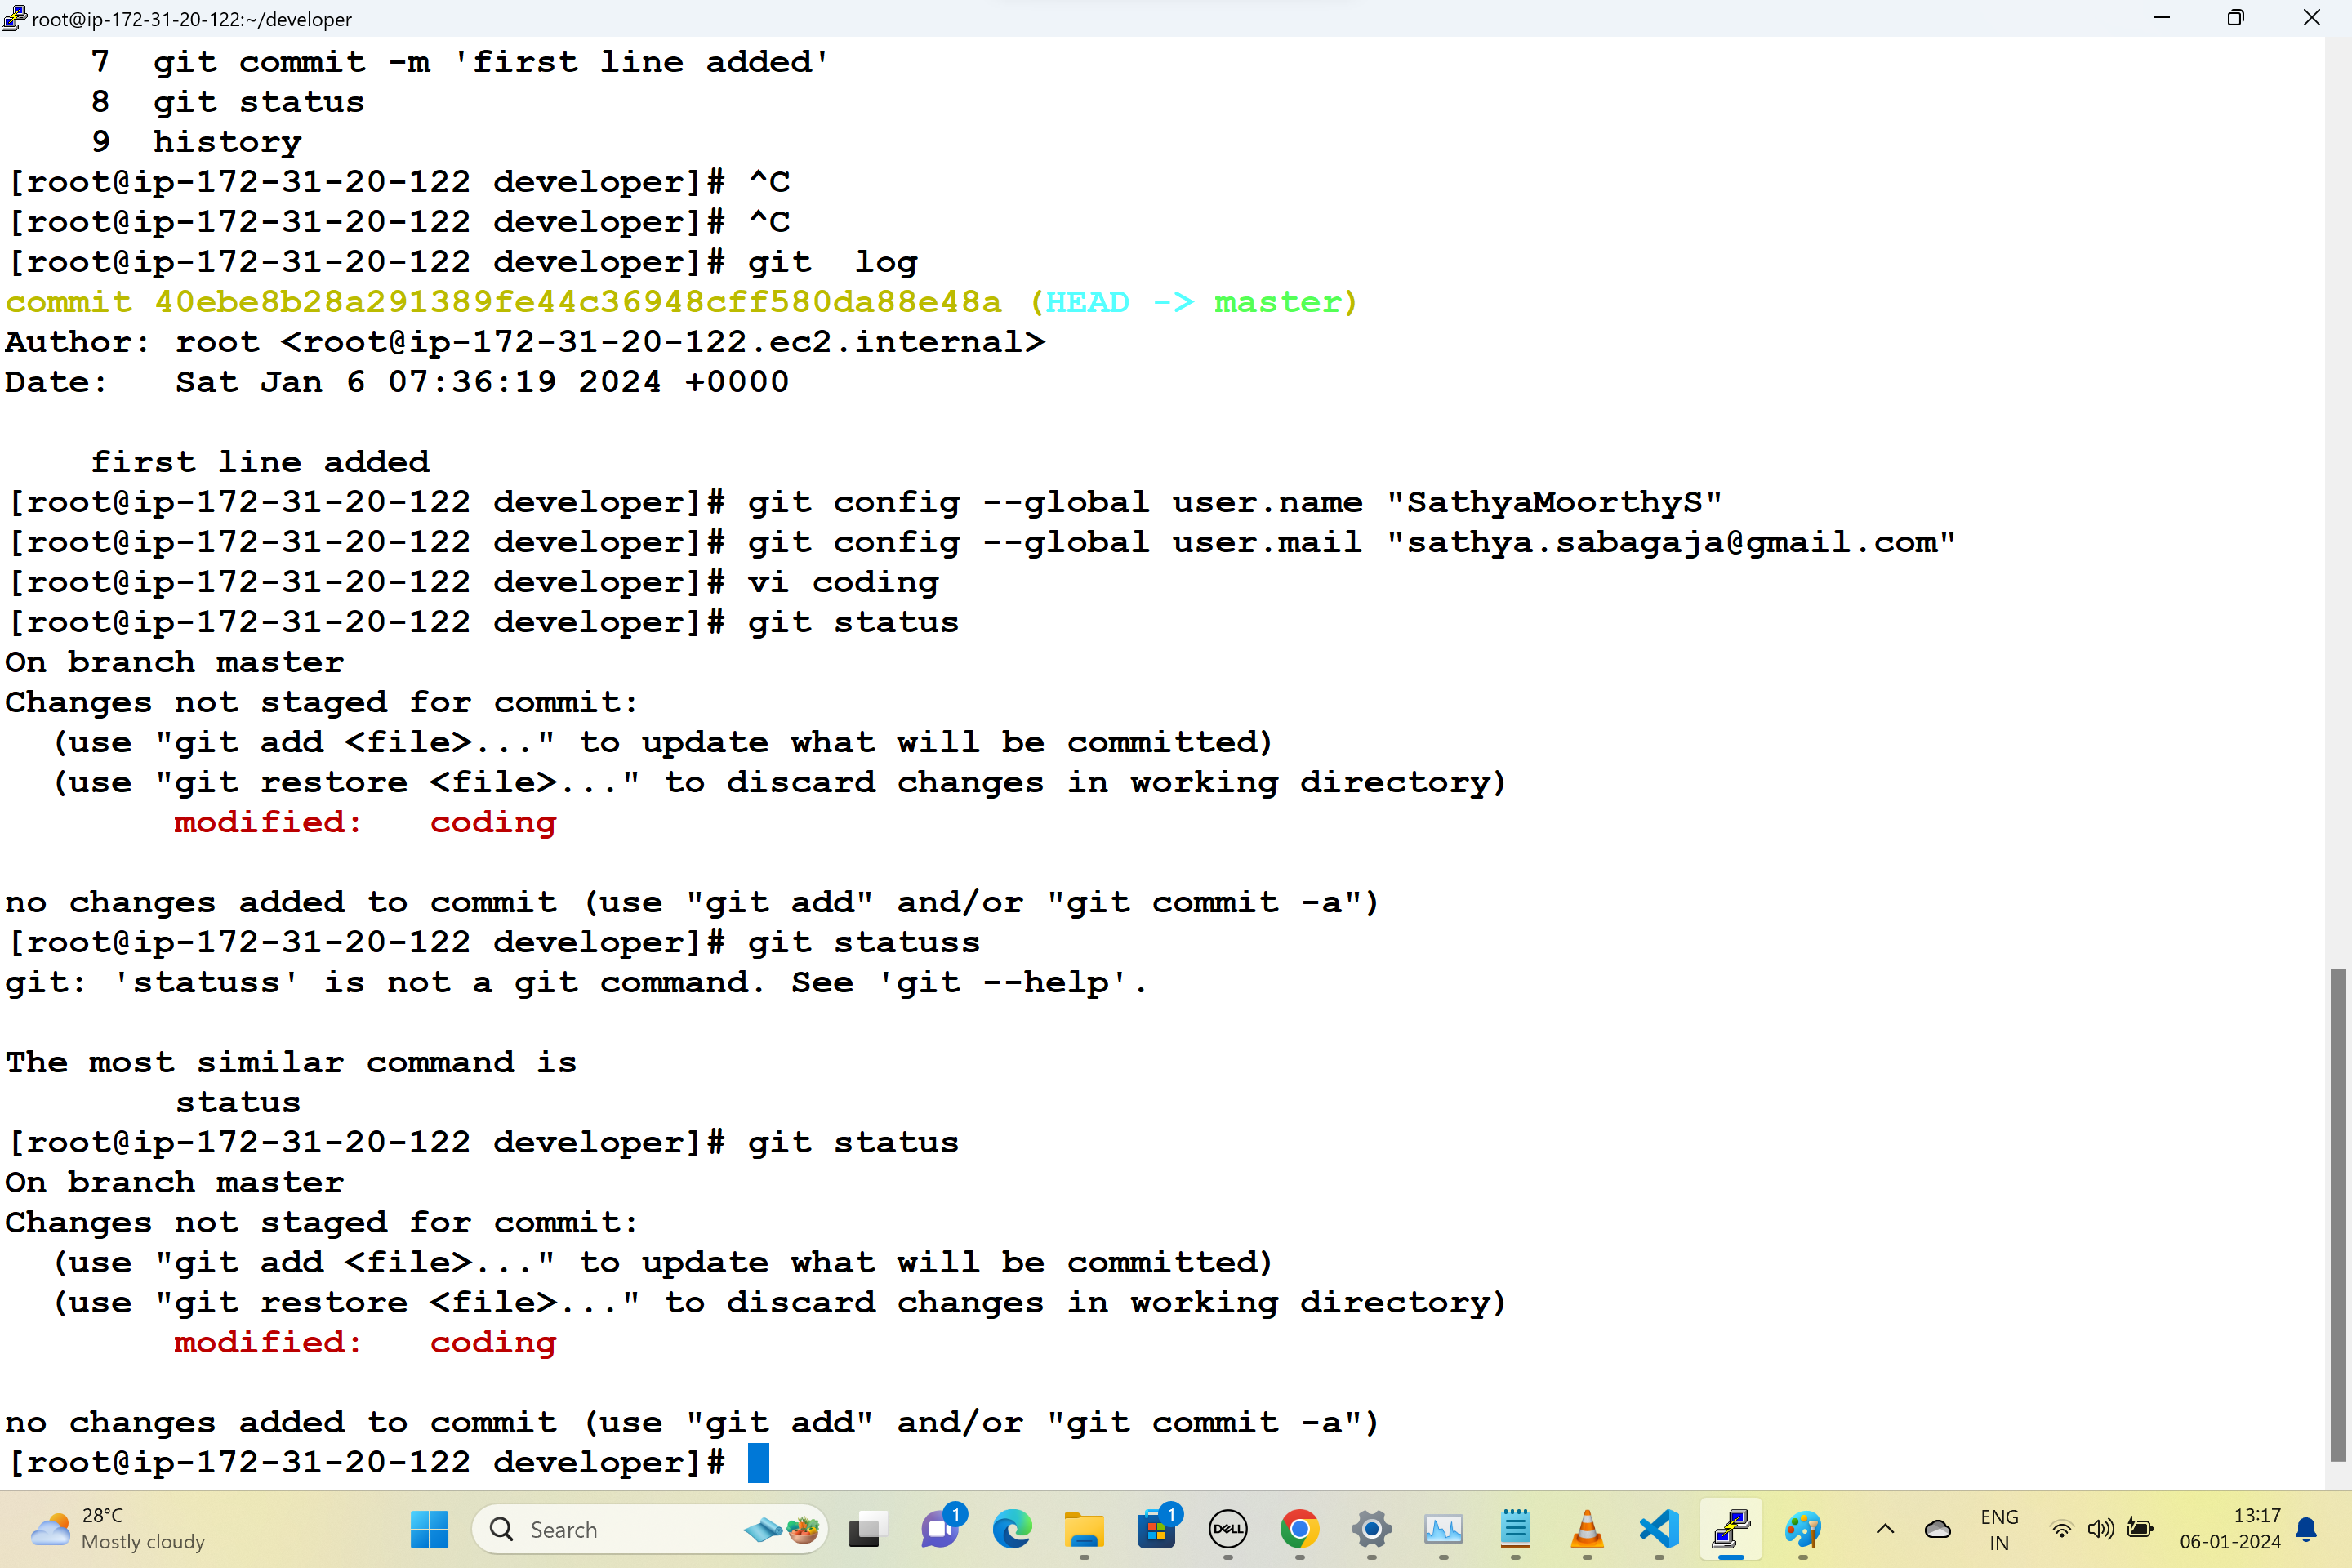 root@ip-172-31-20-122:~/developer
    7  git commit -m 'first line added'
    8  git status
    9  history
[root@ip-172-31-20-122 developer]# ^C
[root@ip-172-31-20-122 developer]# ^C
[root@ip-172-31-20-122 developer]# git  log
commit 40ebe8b28a291389fe44c36948cff580da88e48a (HEAD -> master)
Author: root <root@ip-172-31-20-122.ec2.internal>
Date:   Sat Jan 6 07:36:19 2024 +0000
    first line added
[root@ip-172-31-20-122 developer]# git config --global user.name "SathyaMoorthyS"
[root@ip-172-31-20-122 developer]# git config --global user.mail "sathya.sabagaja@gmail.com"
[root@ip-172-31-20-122 developer]# vi coding
[root@ip-172-31-20-122 developer]# git status
On branch master
Changes not staged for commit:
  (use "git add <file>..." to update what will be committed)
  (use "git restore <file>..." to discard changes in working directory)
        modified:   coding
no changes added to commit (use "git add" and/or "git commit -a")
[root@ip-172-31-20-122 developer]# git statuss
git: 'statuss' is not a git command. See 'git --help'.
The most similar command is
        status
[root@ip-172-31-20-122 developer]# git status
On branch master
Changes not staged for commit:
  (use "git add <file>..." to update what will be committed)
  (use "git restore <file>..." to discard changes in working directory)
        modified:   coding
no changes added to commit (use "git add" and/or "git commit -a")
[root@ip-172-31-20-122 developer]#
28°C
Mostly cloudy
Search
1
1
DELL
ENG
IN
13:17
06-01-2024